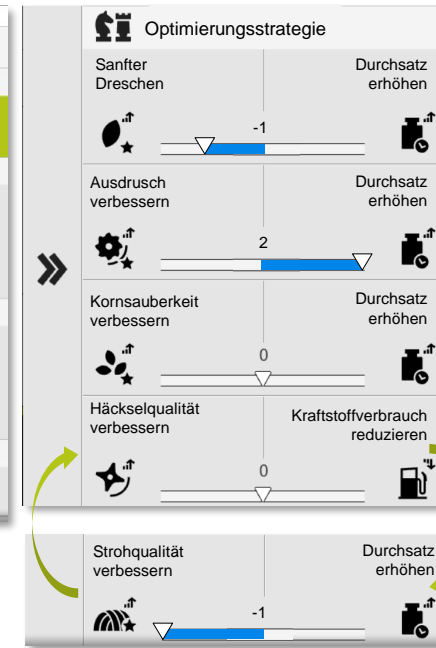 Optimierungsstrategie
Sanfter Durchsatz
Dreschen erhöhen
-1
Ausdrusch Durchsatz
verbessern erhöhen
2
Kornsauberkeit Durchsatz
verbessern erhöhen
0
Häckselqualität Kraftstoffverbrauch
verbessern reduzieren
0
Strohqualität Durchsatz
verbessern erhöhen
-1